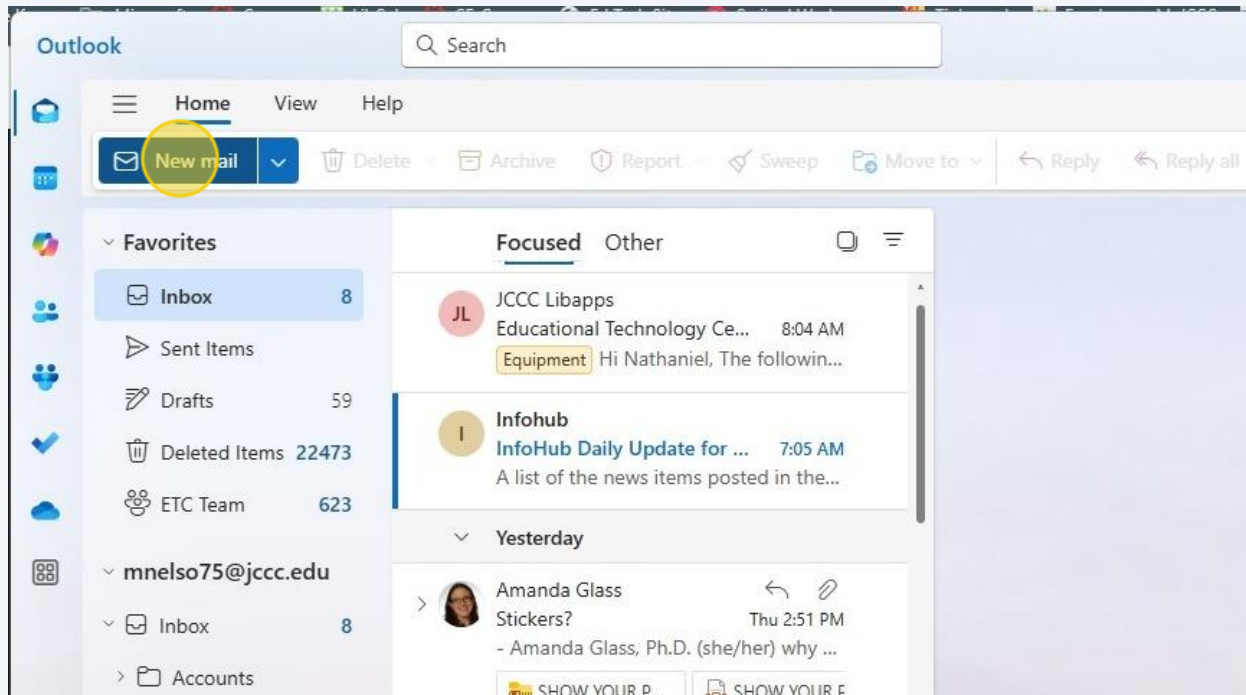 Outlook
Search
Home View Help
New mail Delete Archive Report Sweep Move to Reply Reply all
Favorites
Inbox 8
Sent Items
Drafts 59
Deleted Items 22473
ETC Team 623
mnelso75@jccc.edu
Inbox 8
Accounts
Focused Other
JL
JCCC Libapps
Educational Technology Ce... 8:04 AM
Equipment Hi Nathaniel, The followin...
I
Infohub
InfoHub Daily Update for ... 7:05 AM
A list of the news items posted in the...
Yesterday
Amanda Glass
Stickers? Thu 2:51 PM
- Amanda Glass, Ph.D. (she/her) why ...
SHOW YOUR P... SHOW YOUR